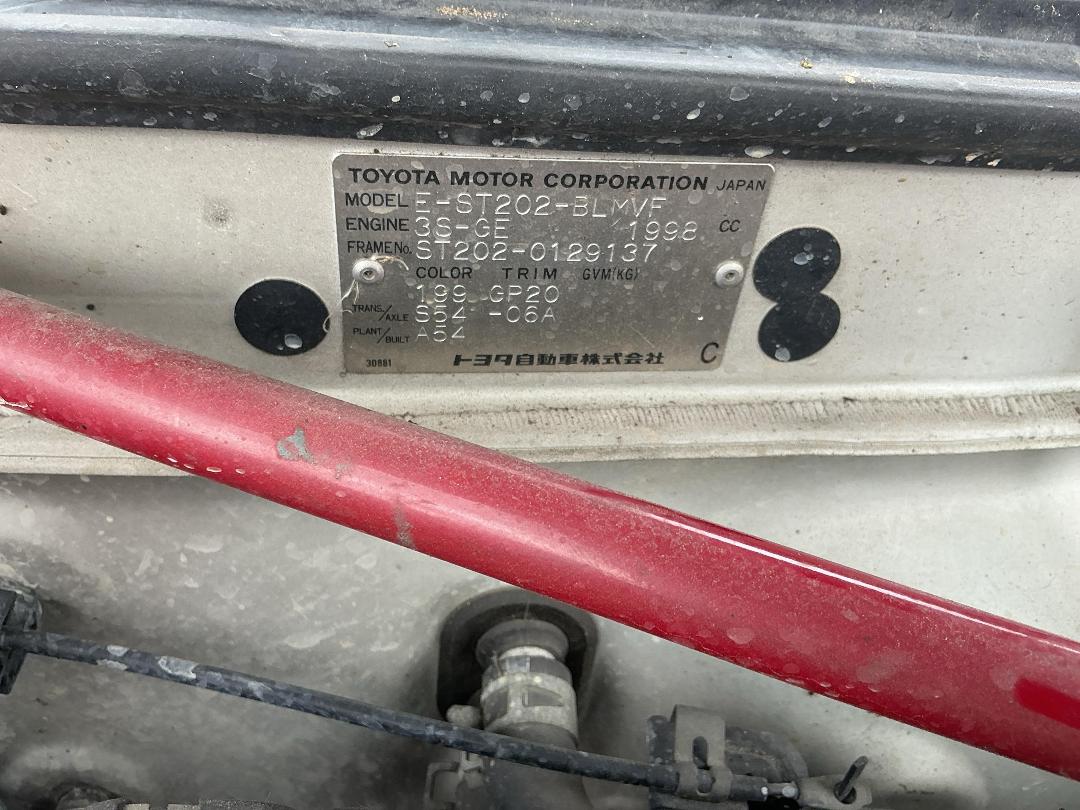 TOYOTA MOTOR CORPORATION JAPAN
MODEL E-ST202-BLMVF
ENGINE 3S-GE 1998 CC
FRAME No. ST202-0129137
COLOR TRIM GVM(KG)
199 GP20
TRANS./AXLE S54 -06A
PLANT/BUILT A54
30881 トヨタ自動車株式会社 C